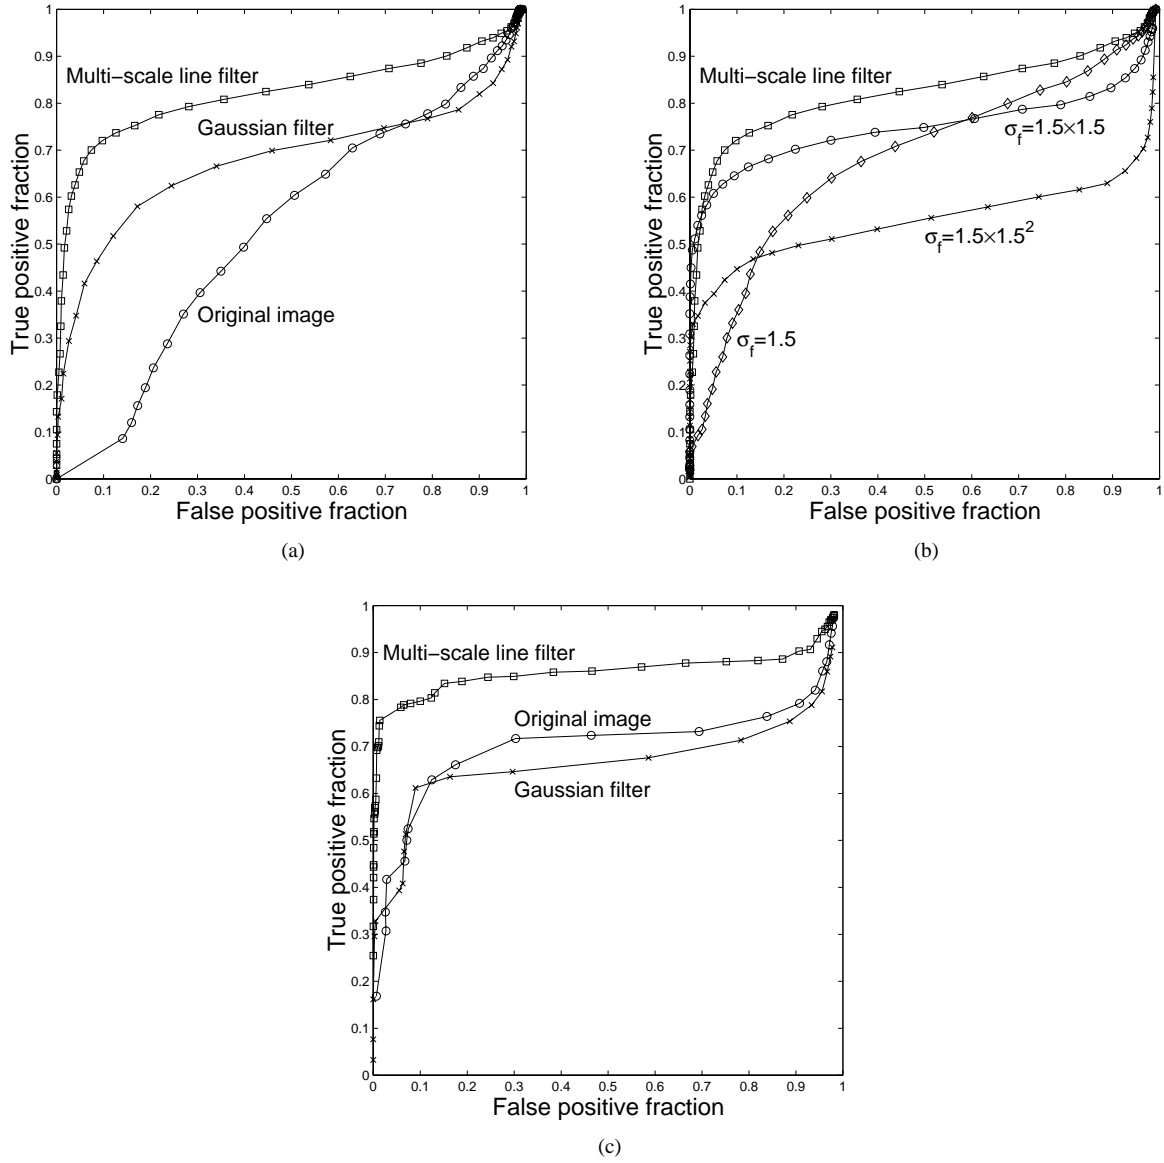 1
0.9
0.8
0.7
0.6
0.5
0.4
0.3
0.2
0.1
0
True positive fraction
Multi−scale line filter
Gaussian filter
Original image
0 0.1 0.2 0.3 0.4 0.5 0.6 0.7 0.8 0.9 1
False positive fraction
(a)
1
0.9
0.8
0.7
0.6
0.5
0.4
0.3
0.2
0.1
0
True positive fraction
Multi−scale line filter
σf=1.5×1.5
σf=1.5×1.5²
σf=1.5
0 0.1 0.2 0.3 0.4 0.5 0.6 0.7 0.8 0.9 1
False positive fraction
(b)
1
0.9
0.8
0.7
0.6
0.5
0.4
0.3
0.2
0.1
0
True positive fraction
Multi−scale line filter
Original image
Gaussian filter
0 0.1 0.2 0.3 0.4 0.5 0.6 0.7 0.8 0.9 1
False positive fraction
(c)